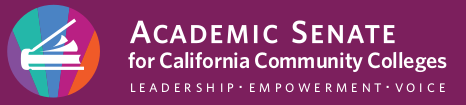 ACADEMIC SENATE
for California Community Colleges
LEADERSHIP · EMPOWERMENT · VOICE